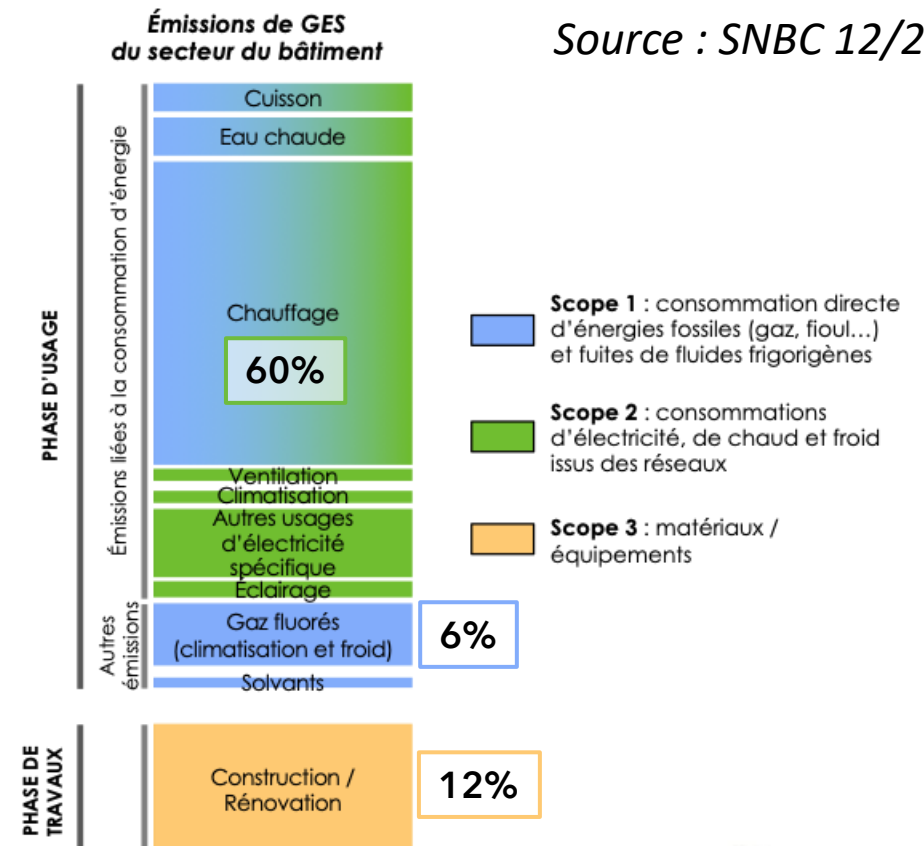 Émissions de GES
du secteur du bâtiment
Source : SNBC 12/2
PHASE D'USAGE
Émissions liées à la consommation d'énergie
Cuisson
Eau chaude
Chauffage
60%
Ventilation
Climatisation
Autres usages
d'électricité
spécifique
Éclairage
Autres
émissions
Gaz fluorés
(climatisation et froid)
6%
Solvants
PHASE DE
TRAVAUX
Construction /
Rénovation
12%
Scope 1 : consommation directe
d'énergies fossiles (gaz, fioul...)
et fuites de fluides frigorigènes
Scope 2 : consommations
d'électricité, de chaud et froid
issus des réseaux
Scope 3 : matériaux /
équipements